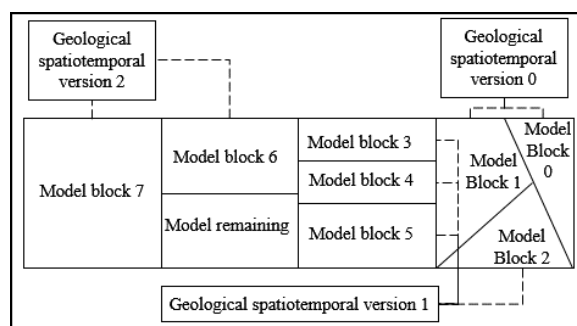 Geological
spatiotemporal
version 2
Geological
spatiotemporal
version 0
Model block 7
Model block 6
Model remaining
Model block 3
Model block 4
Model block 5
Model
Block 1
Model
Block
0
Model
Block 2
Geological spatiotemporal version 1